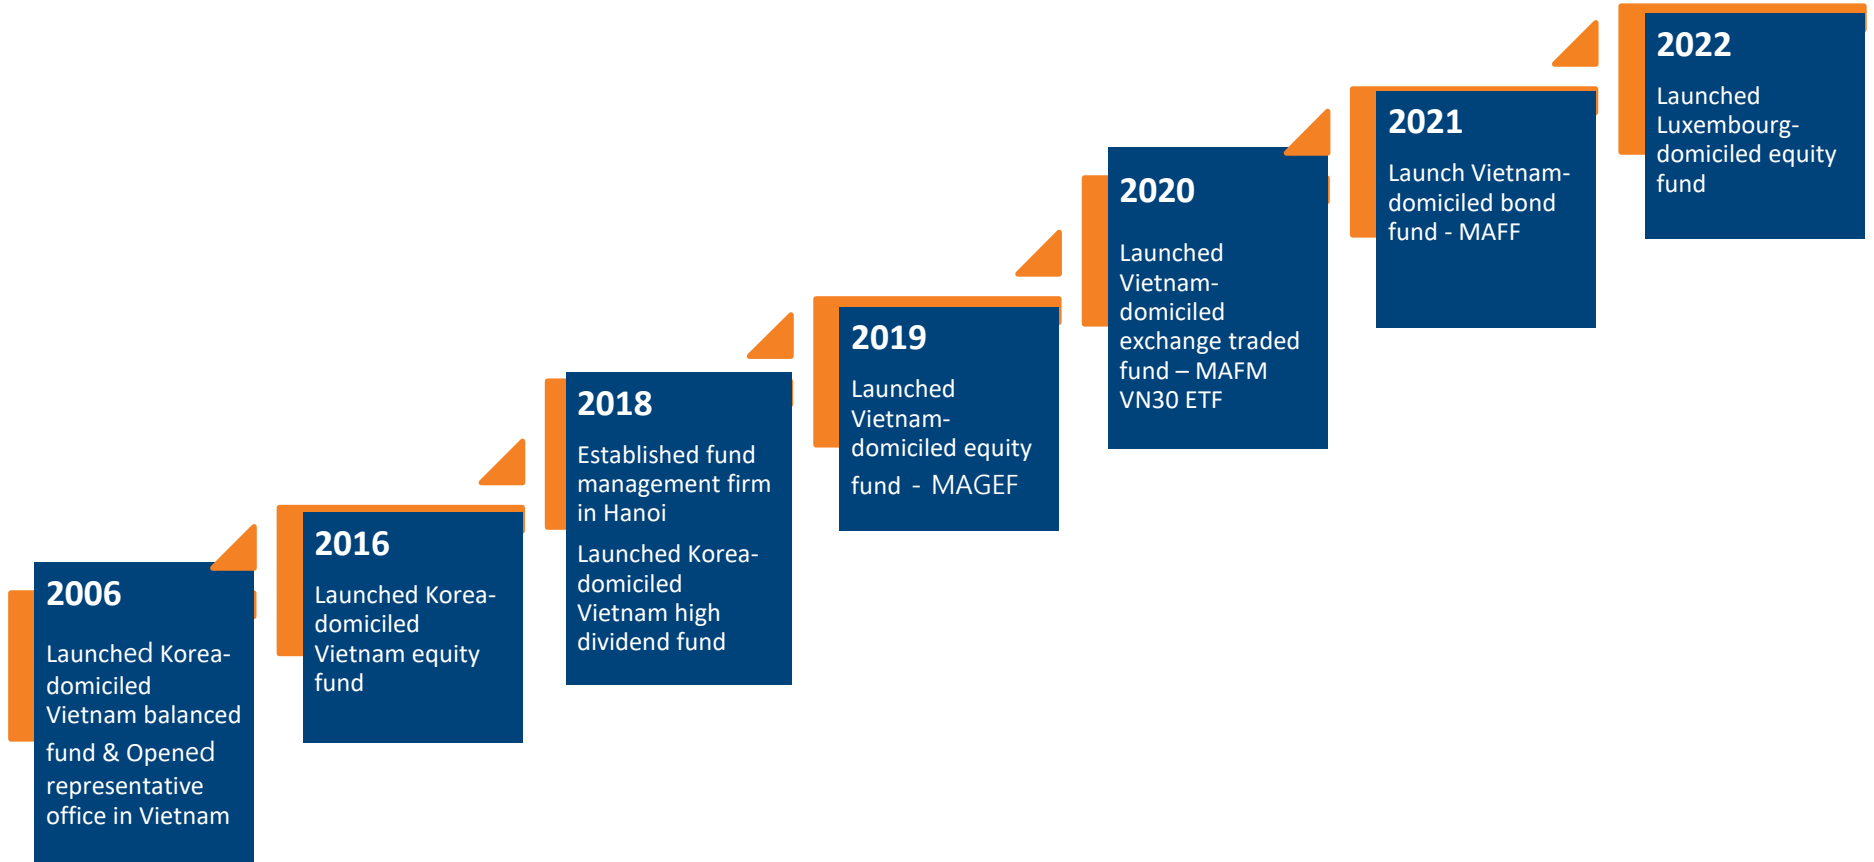 2006
Launched Korea-
domiciled
Vietnam balanced
fund & Opened
representative
office in Vietnam
2016
Launched Korea-
domiciled
Vietnam equity
fund
2018
Established fund
management firm
in Hanoi
Launched Korea-
domiciled
Vietnam high
dividend fund
2019
Launched
Vietnam-
domiciled equity
fund - MAGEF
2020
Launched
Vietnam-
domiciled
exchange traded
fund – MAFM
VN30 ETF
2021
Launch Vietnam-
domiciled bond
fund - MAFF
2022
Launched
Luxembourg-
domiciled equity
fund